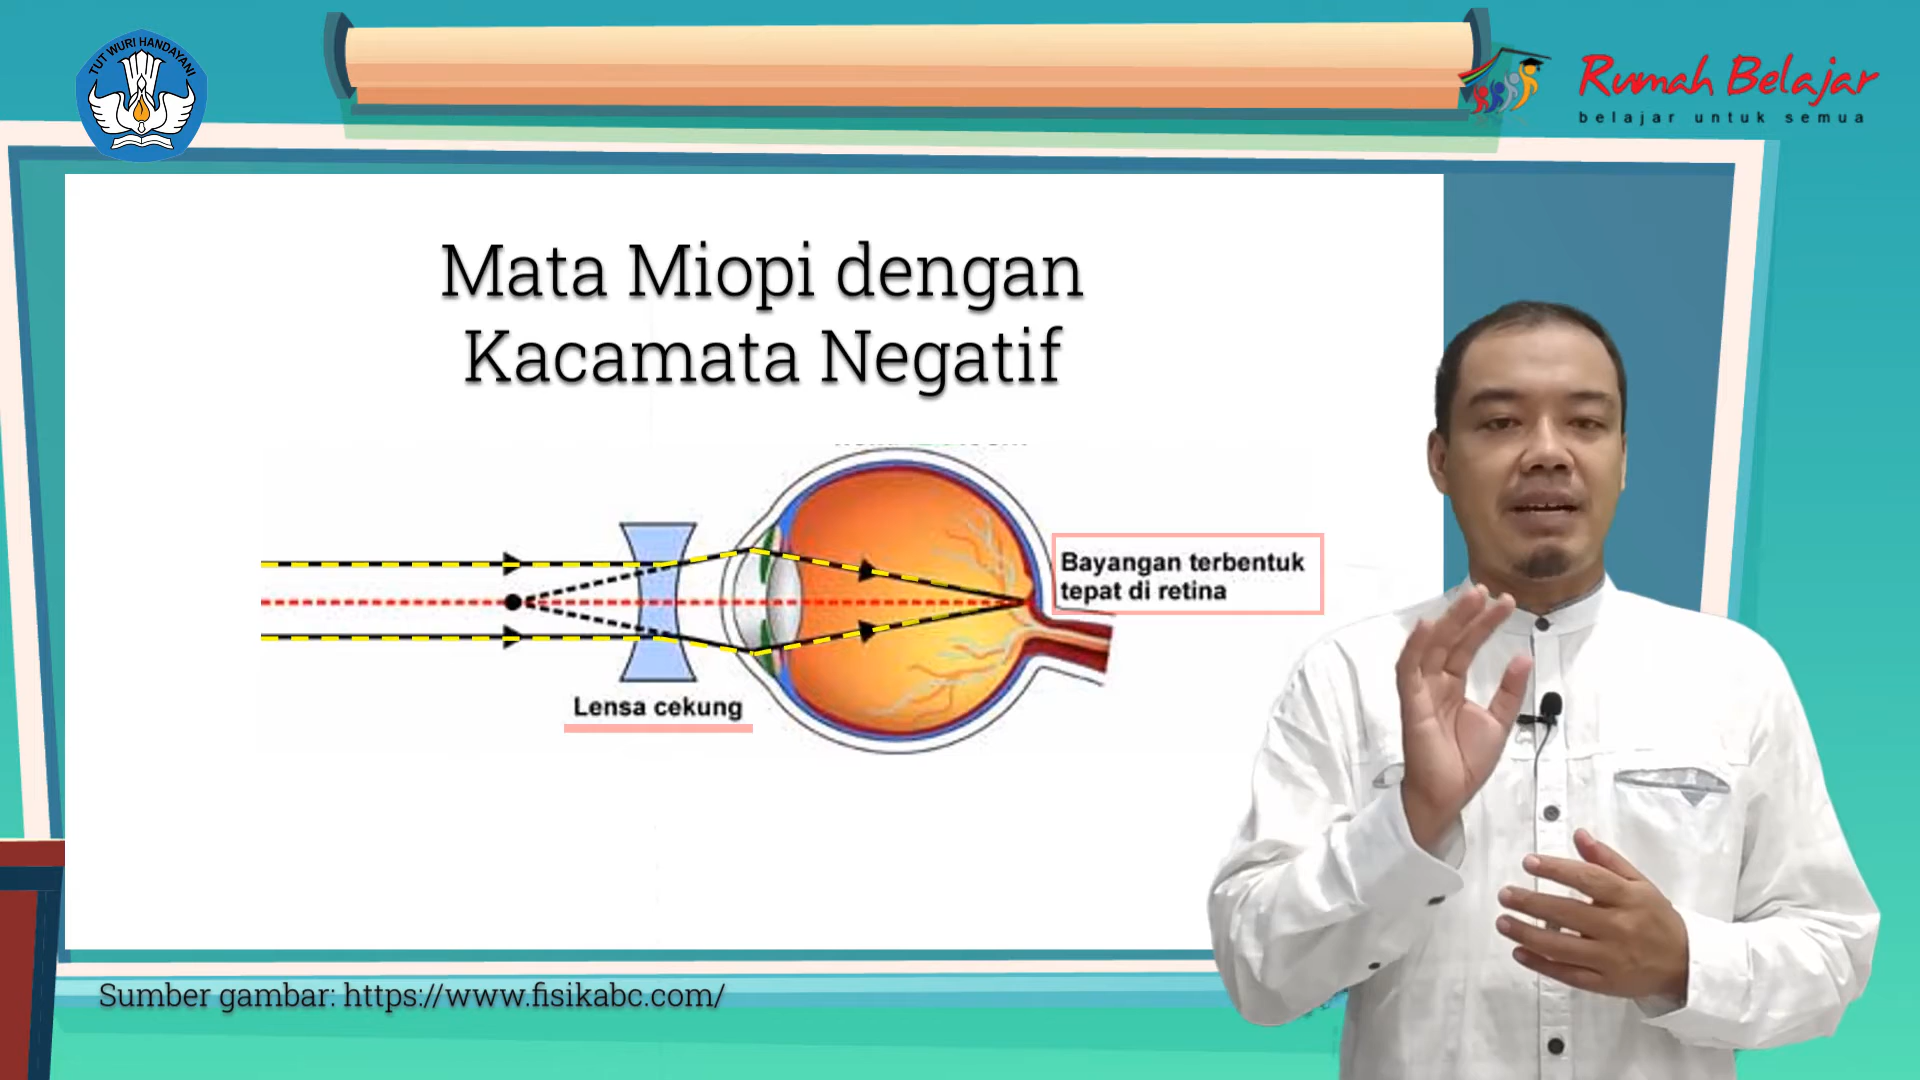 TUT WURI HANDAYANI
Rumah Belajar
belajar untuk semua
Mata Miopi dengan
Kacamata Negatif
Bayangan terbentuk
tepat di retina
Lensa cekung
Sumber gambar: https://www.fisikabc.com/